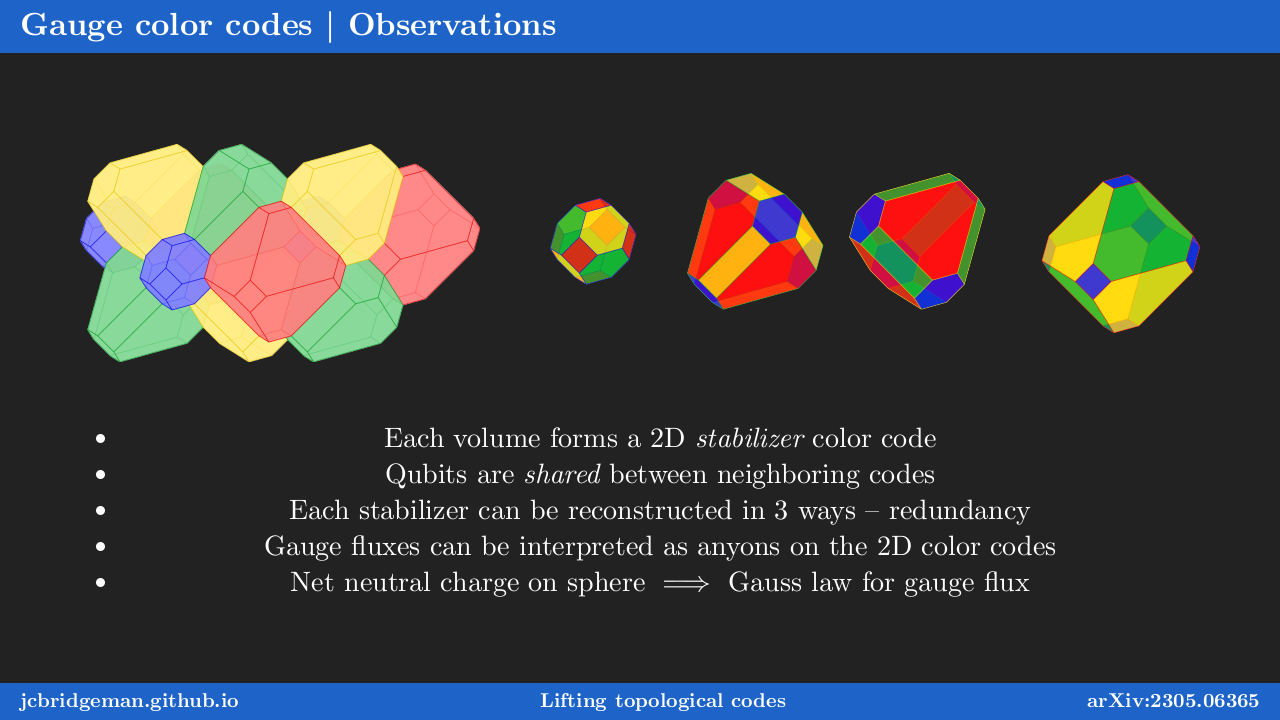 Gauge color codes | Observations
• Each volume forms a 2D stabilizer color code
• Qubits are shared between neighboring codes
• Each stabilizer can be reconstructed in 3 ways – redundancy
• Gauge fluxes can be interpreted as anyons on the 2D color codes
• Net neutral charge on sphere ⟹ Gauss law for gauge flux
jcbridgeman.github.io
Lifting topological codes
arXiv:2305.06365